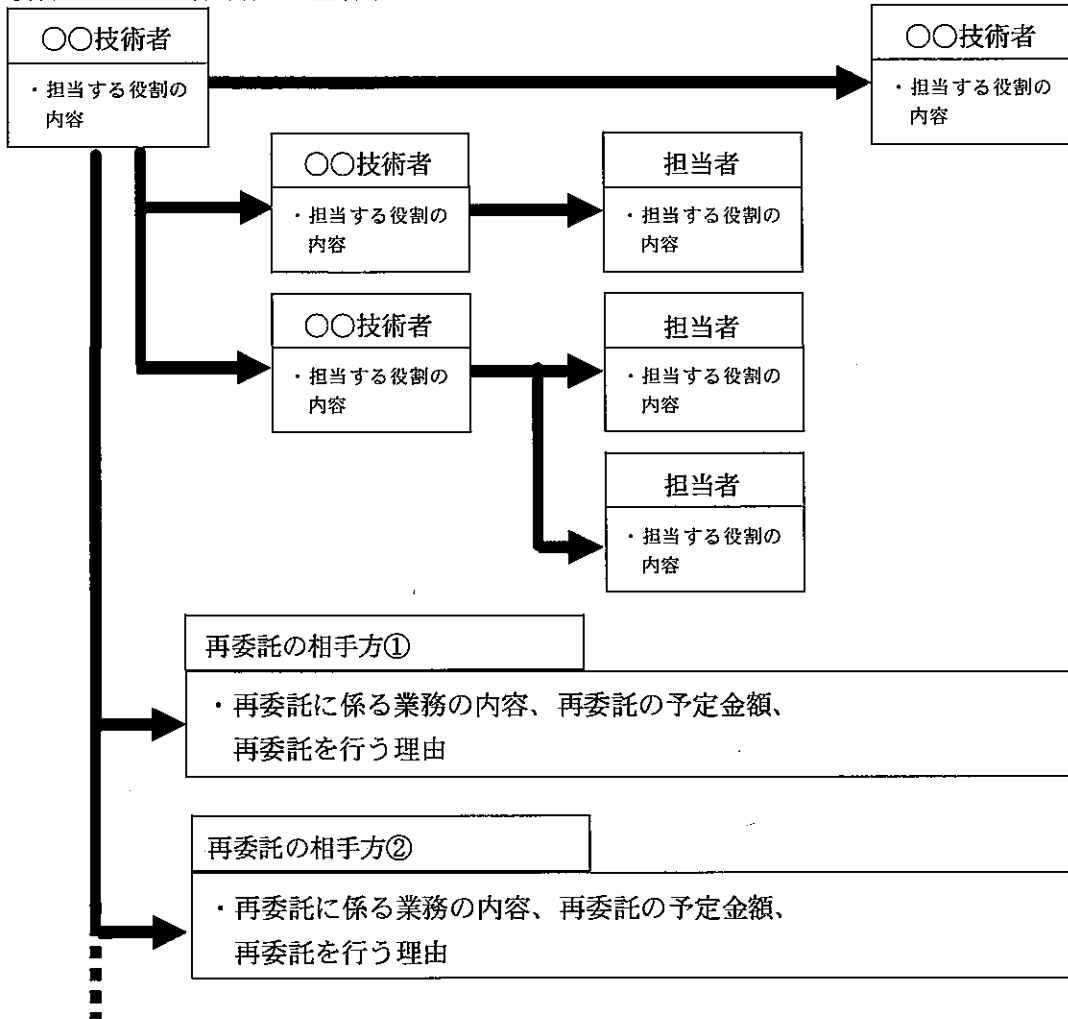 〇〇技術者
・担当する役割の
内容
〇〇技術者
・担当する役割の
内容
〇〇技術者
・担当する役割の
内容
担当者
・担当する役割の
内容
〇〇技術者
・担当する役割の
内容
担当者
・担当する役割の
内容
担当者
・担当する役割の
内容
再委託の相手方①
・再委託に係る業務の内容、再委託の予定金額、
再委託を行う理由
再委託の相手方②
・再委託に係る業務の内容、再委託の予定金額、
再委託を行う理由